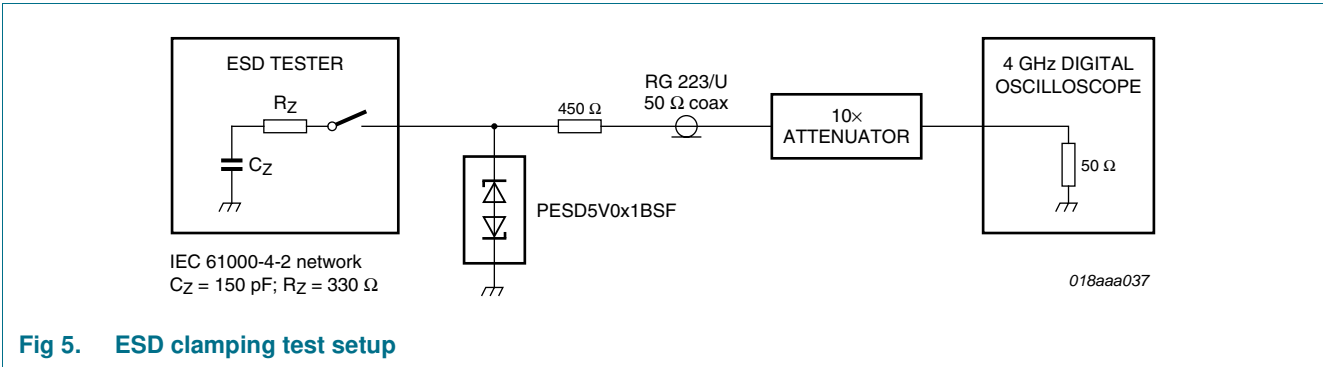 ESD TESTER
RZ
CZ
IEC 61000-4-2 network
CZ = 150 pF; RZ = 330 Ω
450 Ω
RG 223/U
50 Ω coax
PESD5V0x1BSF
10×
ATTENUATOR
4 GHz DIGITAL
OSCILLOSCOPE
50 Ω
018aaa037
Fig 5. ESD clamping test setup